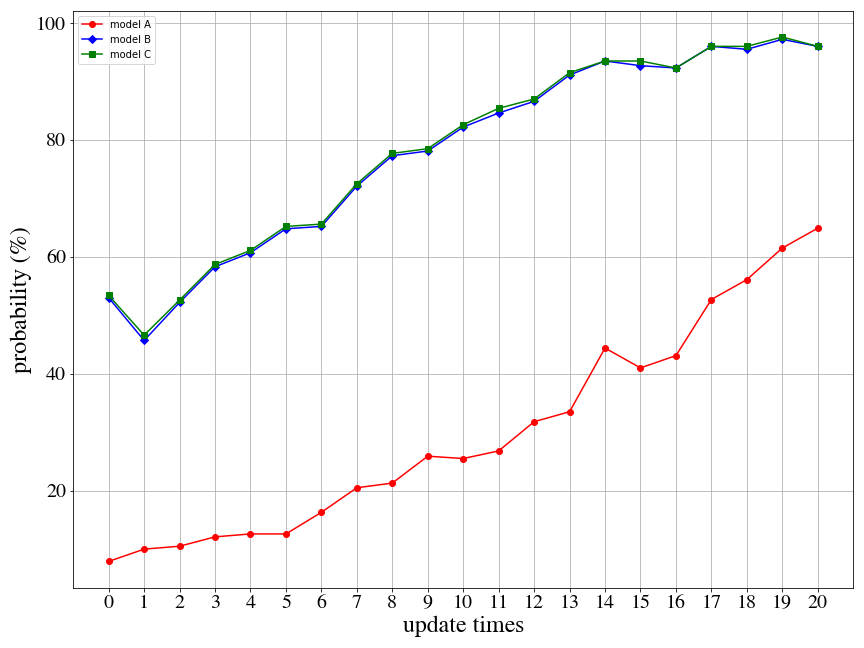 model A
model B
model C
100
80
60
40
20
probability (%)
0 1 2 3 4 5 6 7 8 9 10 11 12 13 14 15 16 17 18 19 20
update times